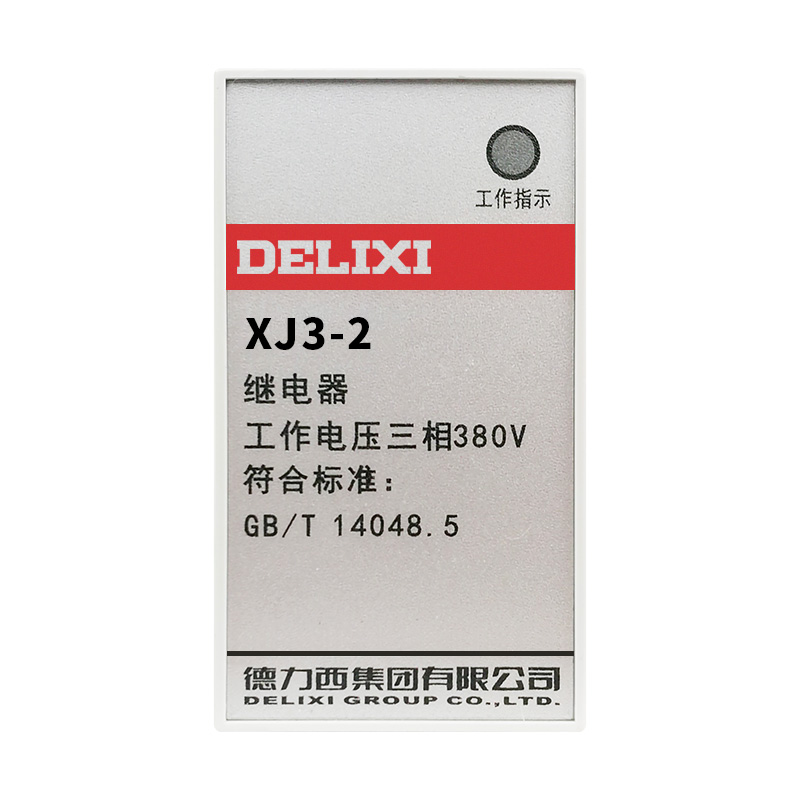 工作指示
DELIXI
XJ3-2
继电器
工作电压三相380V
符合标准：
GB/T 14048.5
德力西集团有限公司
DELIXI GROUP CO.,LTD.